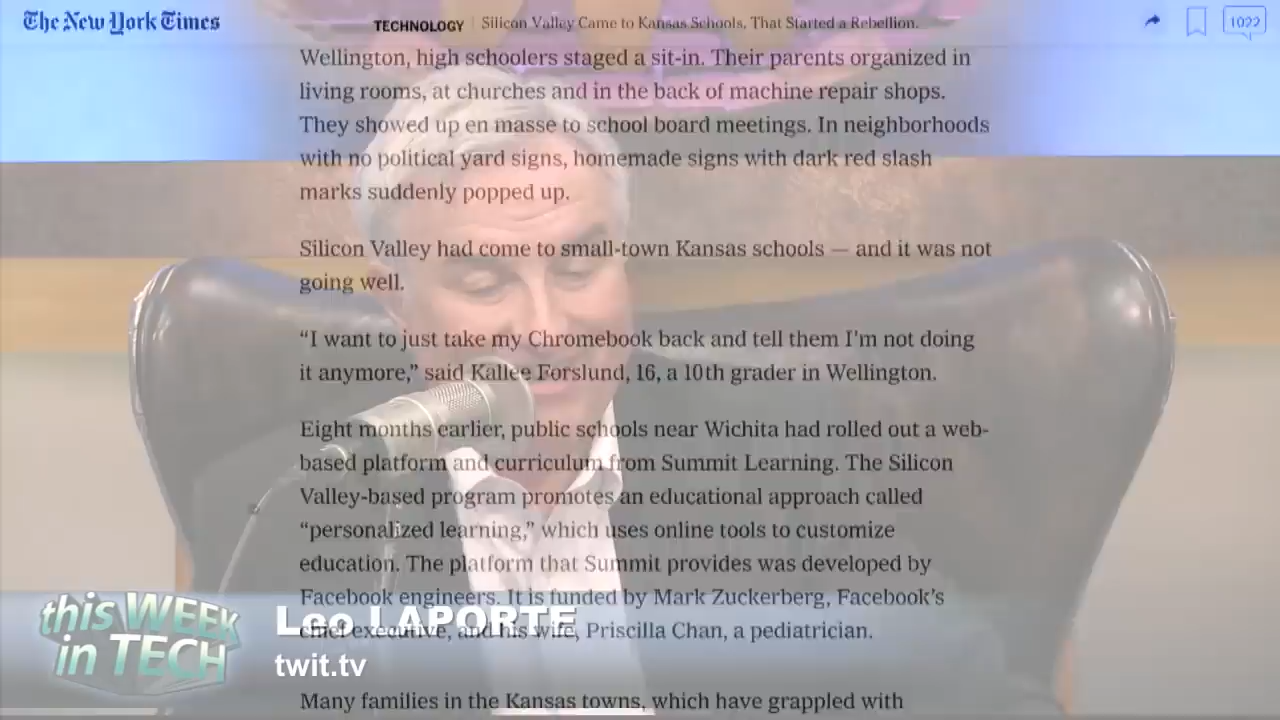 The New York Times
TECHNOLOGY | Silicon Valley Came to Kansas Schools. That Started a Rebellion.
1022
Wellington, high schoolers staged a sit-in. Their parents organized in
living rooms, at churches and in the back of machine repair shops.
They showed up en masse to school board meetings. In neighborhoods
with no political yard signs, homemade signs with dark red slash
marks suddenly popped up.
Silicon Valley had come to small-town Kansas schools — and it was not
going well.
“I want to just take my Chromebook back and tell them I’m not doing
it anymore,” said Kallee Forslund, 16, a 10th grader in Wellington.
Eight months earlier, public schools near Wichita had rolled out a web-
based platform and curriculum from Summit Learning. The Silicon
Valley-based program promotes an educational approach called
“personalized learning,” which uses online tools to customize
education. The platform that Summit provides was developed by
Facebook engineers. It is funded by Mark Zuckerberg, Facebook’s
chief executive, and his wife, Priscilla Chan, a pediatrician.
Many families in the Kansas towns, which have grappled with
this WEEK
in TECH
Leo LAPORTE
twit.tv